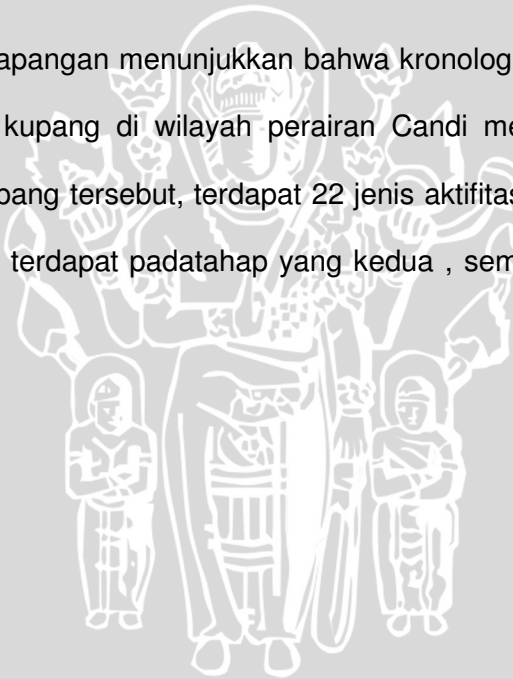 apangan menunjukkan bahwa kronolog
kupang di wilayah perairan Candi me
pang tersebut, terdapat 22 jenis aktifitas
terdapat padatahap yang kedua , sem